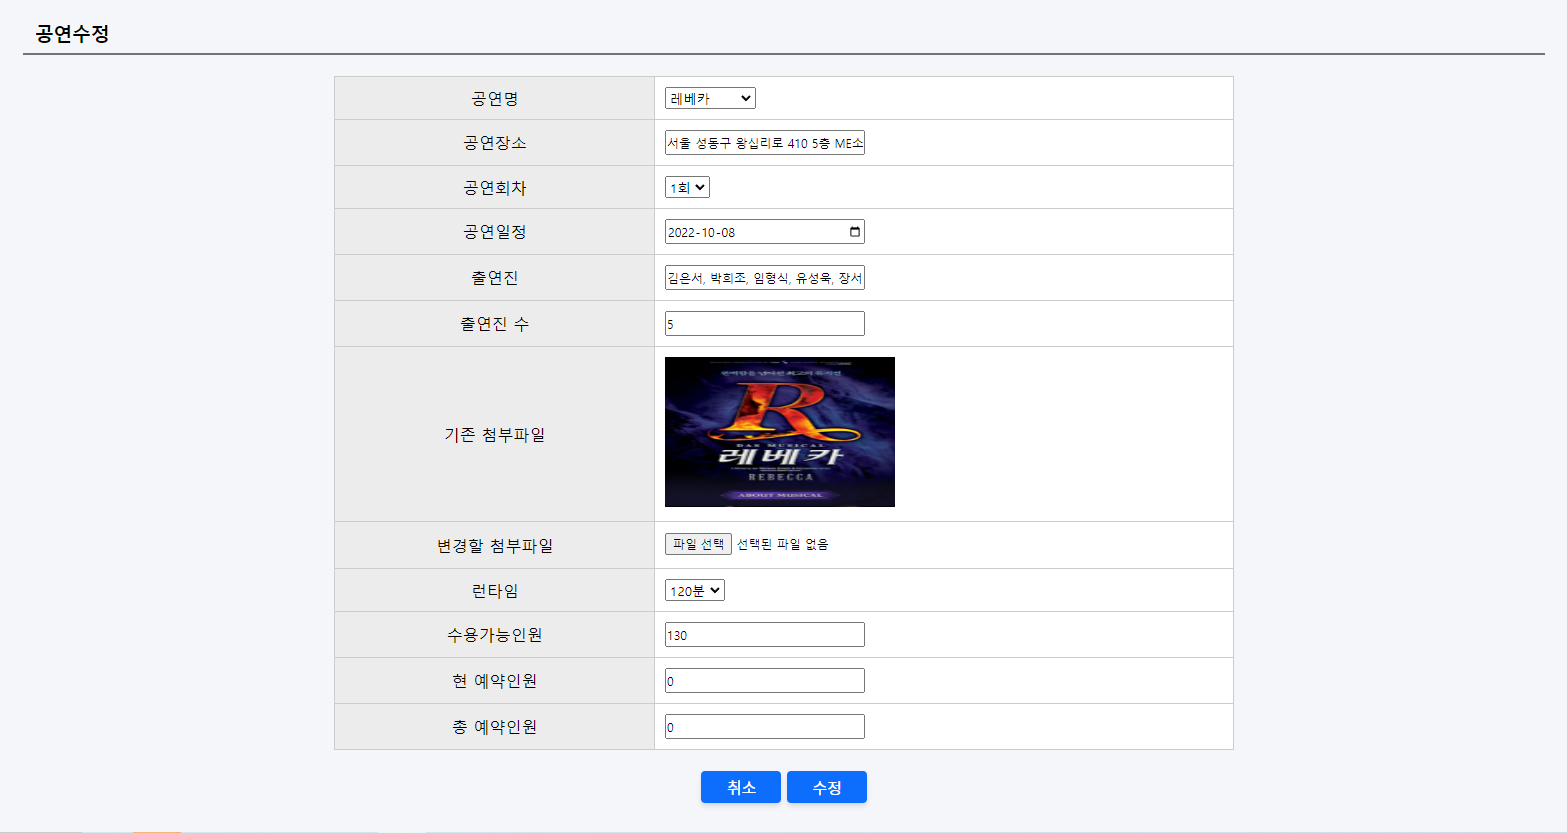 공연수정
공연명 레베카
공연장소 서울 성동구 왕십리로 410 5층 ME소
공연회차 1회
공연일정 2022-10-08
출연진 김은서, 박희조, 임형식, 유성욱, 장서
출연진 수 5
기존 첨부파일
R
DAS MUSICAL
레베카
REBECCA
ABOUT MUSICAL
변경할 첨부파일 파일 선택 선택된 파일 없음
런타임 120분
수용가능인원 130
현 예약인원 0
총 예약인원 0
취소 수정